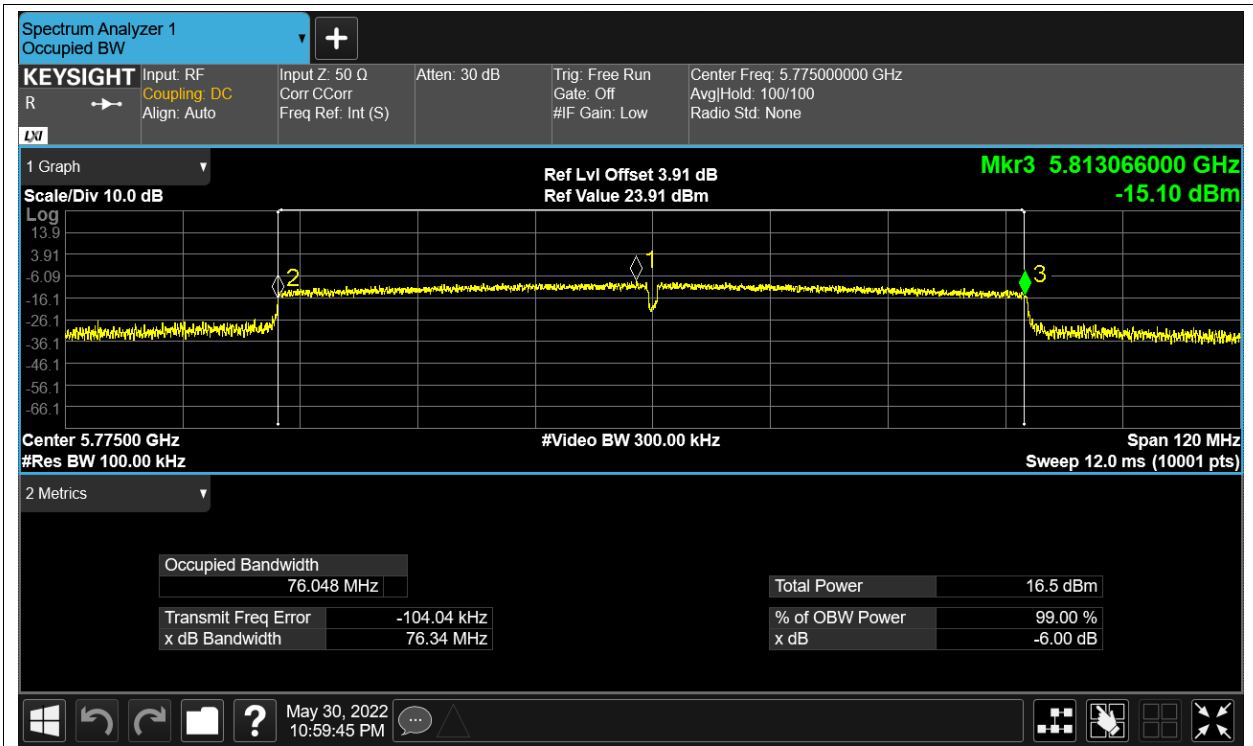 Spectrum Analyzer 1
Occupied BW
+
KEYSIGHT
R
LXI
Input: RF
Coupling: DC
Align: Auto
Input Z: 50 Ω
Corr CCorr
Freq Ref: Int (S)
Atten: 30 dB
Trig: Free Run
Gate: Off
#IF Gain: Low
Center Freq: 5.775000000 GHz
Avg|Hold: 100/100
Radio Std: None
1 Graph
Scale/Div 10.0 dB
Ref Lvl Offset 3.91 dB
Ref Value 23.91 dBm
Mkr3 5.813066000 GHz
-15.10 dBm
Log
13.9
3.91
-6.09
-16.1
-26.1
-36.1
-46.1
-56.1
-66.1
2
1
3
Center 5.77500 GHz
#Video BW 300.00 kHz
Span 120 MHz
#Res BW 100.00 kHz
Sweep 12.0 ms (10001 pts)
2 Metrics
Occupied Bandwidth
76.048 MHz
Transmit Freq Error -104.04 kHz
x dB Bandwidth 76.34 MHz
Total Power 16.5 dBm
% of OBW Power 99.00 %
x dB -6.00 dB
?
May 30, 2022
10:59:45 PM